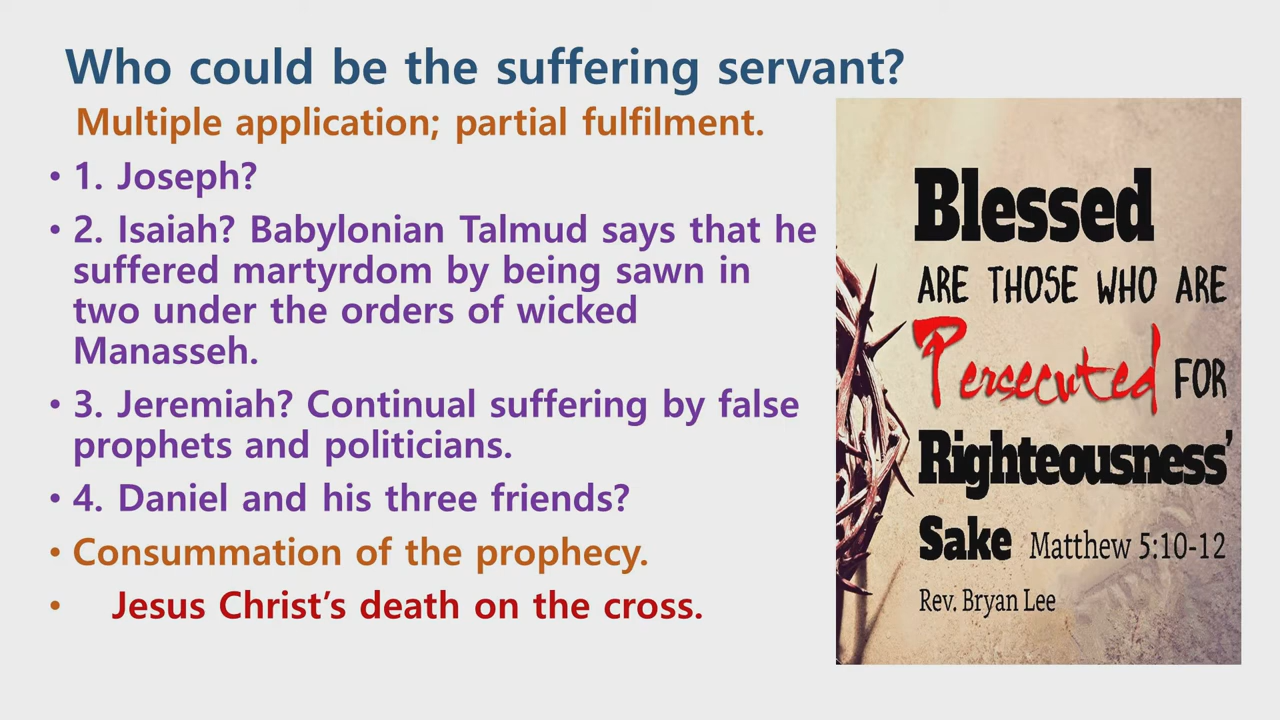 Who could be the suffering servant?
Multiple application; partial fulfilment.
• 1. Joseph?
• 2. Isaiah? Babylonian Talmud says that he
suffered martyrdom by being sawn in
two under the orders of wicked
Manasseh.
• 3. Jeremiah? Continual suffering by false
prophets and politicians.
• 4. Daniel and his three friends?
• Consummation of the prophecy.
• Jesus Christ’s death on the cross.
Blessed
ARE THOSE WHO ARE
Persecuted FOR
Righteousness’
Sake Matthew 5:10-12
Rev. Bryan Lee